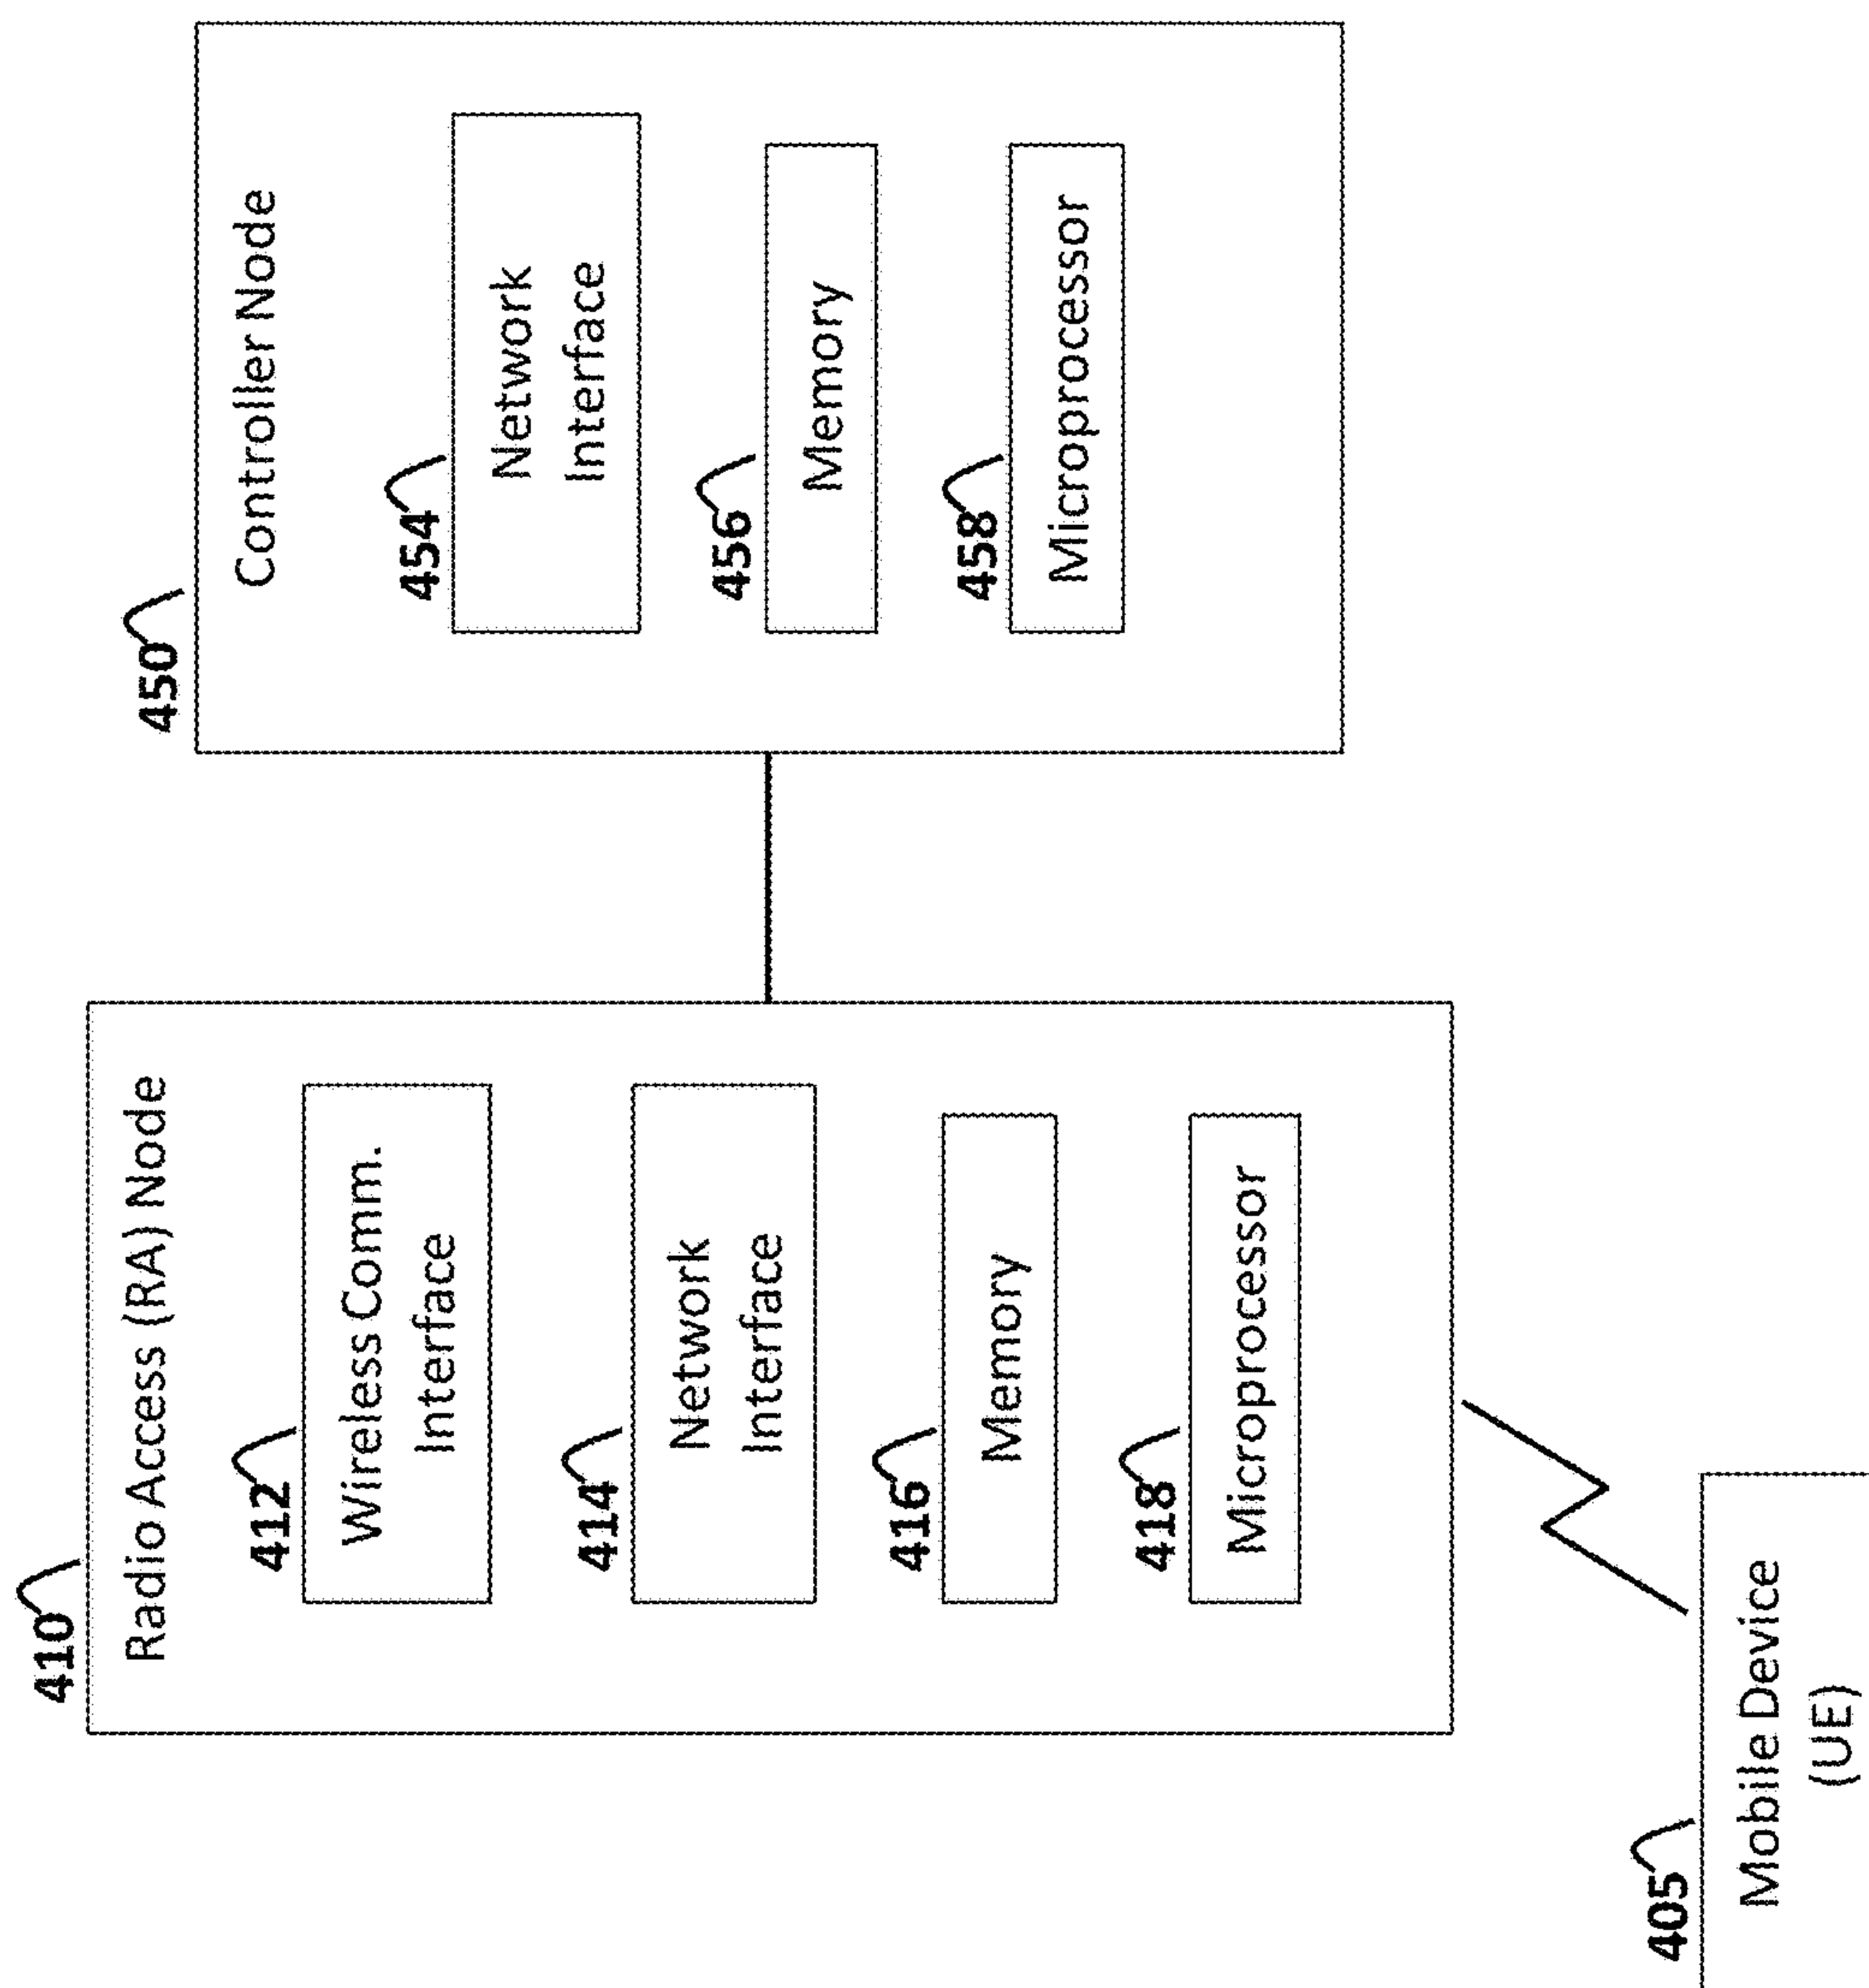 410
Radio Access (RA) Node
412
Wireless Comm.
Interface
414
Network
Interface
416
Memory
418
Microprocessor
450
Controller Node
454
Network
Interface
456
Memory
458
Microprocessor
405
Mobile Device
(UE)